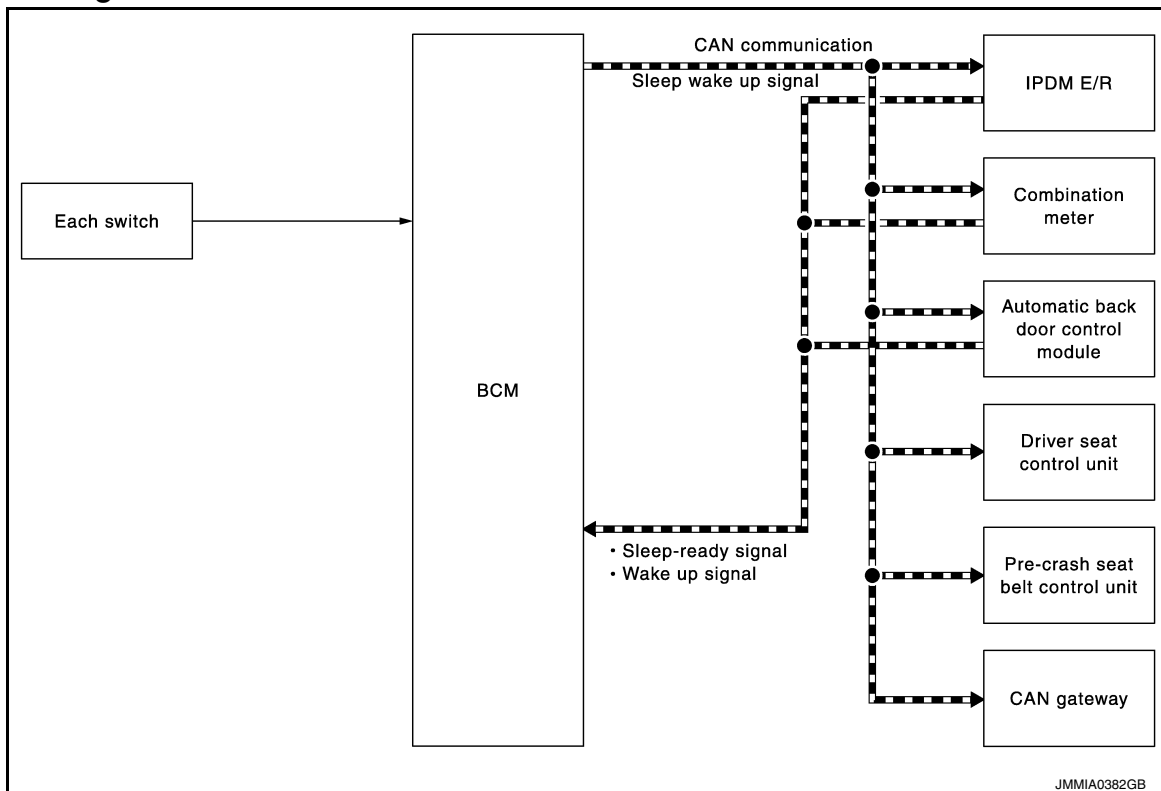 CAN communication
Sleep wake up signal
IPDM E/R
Combination
meter
Each switch
Automatic back
door control
module
BCM
Driver seat
control unit
• Sleep-ready signal
• Wake up signal
Pre-crash seat
belt control unit
CAN gateway
JMMIA0382GB